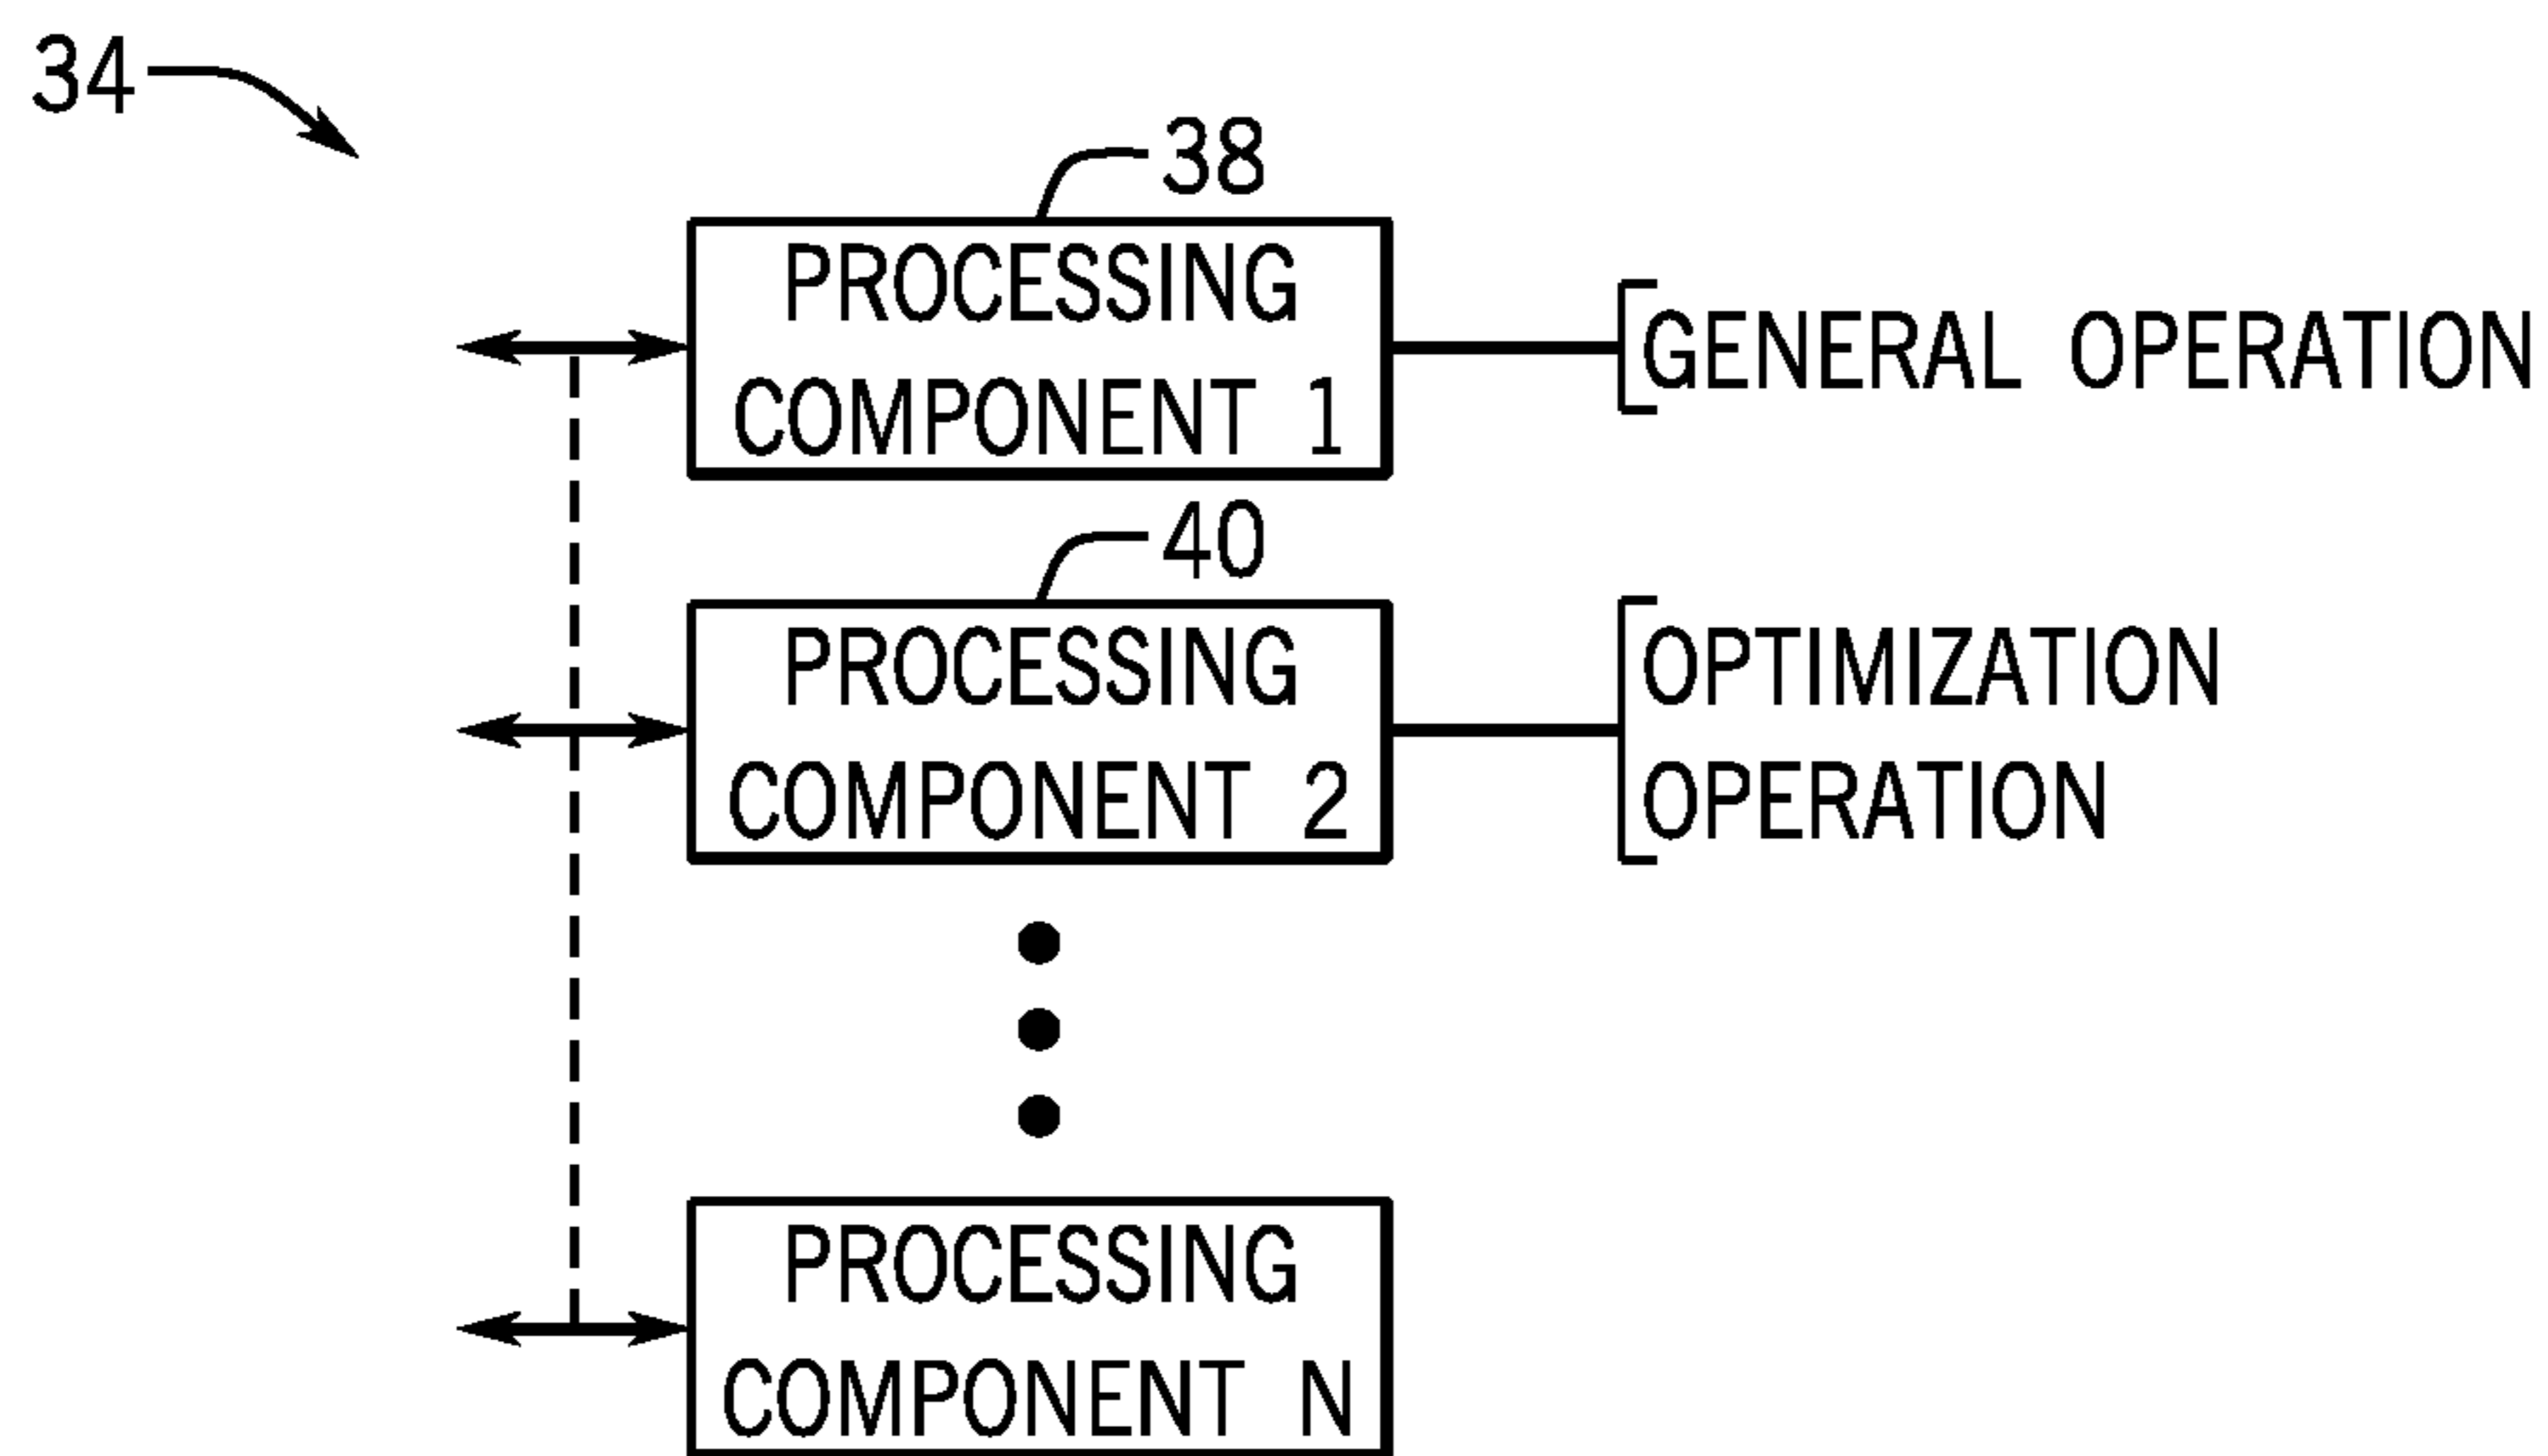 34
38
PROCESSING
COMPONENT 1
GENERAL OPERATION
40
PROCESSING
COMPONENT 2
OPTIMIZATION
OPERATION
PROCESSING
COMPONENT N